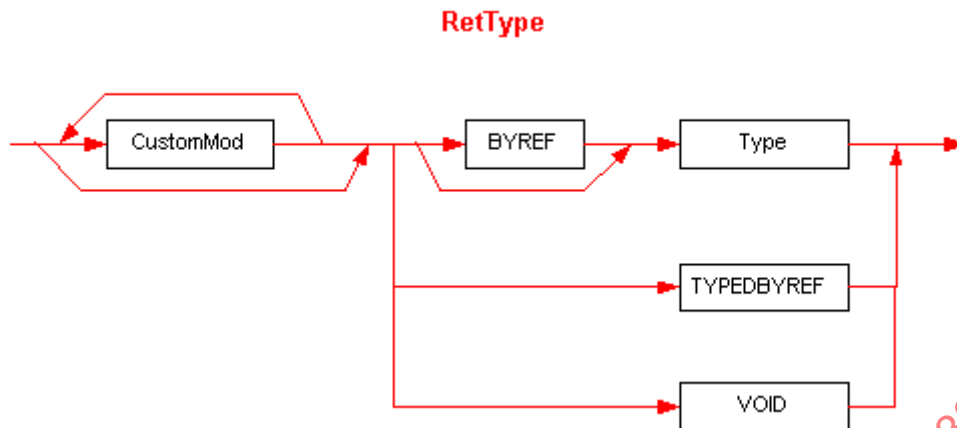 RetType
CustomMod
BYREF
Type
TYPEDBYREF
VOID